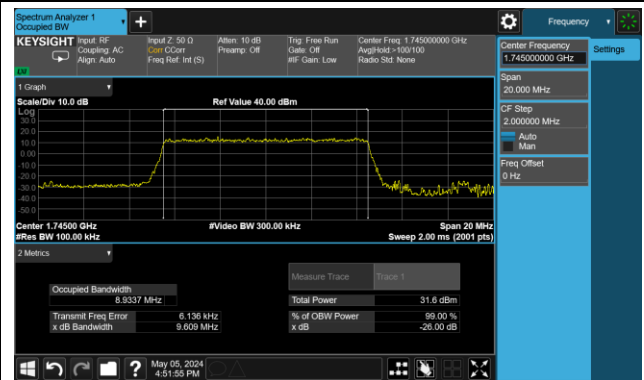 Spectrum Analyzer 1
Occupied BW
Frequency
KEYSIGHT
Input: RF
Coupling: AC
Align: Auto
Input Z: 50 Ω
Corr CCorr
Freq Ref: Int (S)
Atten: 10 dB
Preamp: Off
Trig: Free Run
Gate: Off
#IF Gain: Low
Center Freq: 1.745000000 GHz
Avg|Hold:>100/100
Radio Std: None
LXI
Center Frequency
1.745000000 GHz
Settings
Span
20.000 MHz
CF Step
2.000000 MHz
Auto
Man
Freq Offset
0 Hz
1 Graph
Scale/Div 10.0 dB
Ref Value 40.00 dBm
Log
30.0
20.0
10.0
0.00
-10.0
-20.0
-30.0
-40.0
-50.0
Center 1.74500 GHz
#Video BW 300.00 kHz
Span 20 MHz
#Res BW 100.00 kHz
Sweep 2.00 ms (2001 pts)
2 Metrics
Measure Trace
Trace 1
Occupied Bandwidth
8.9337 MHz
Total Power
31.6 dBm
Transmit Freq Error
6.136 kHz
% of OBW Power
99.00 %
x dB Bandwidth
9.609 MHz
x dB
-26.00 dB
?
May 05, 2024
4:51:55 PM